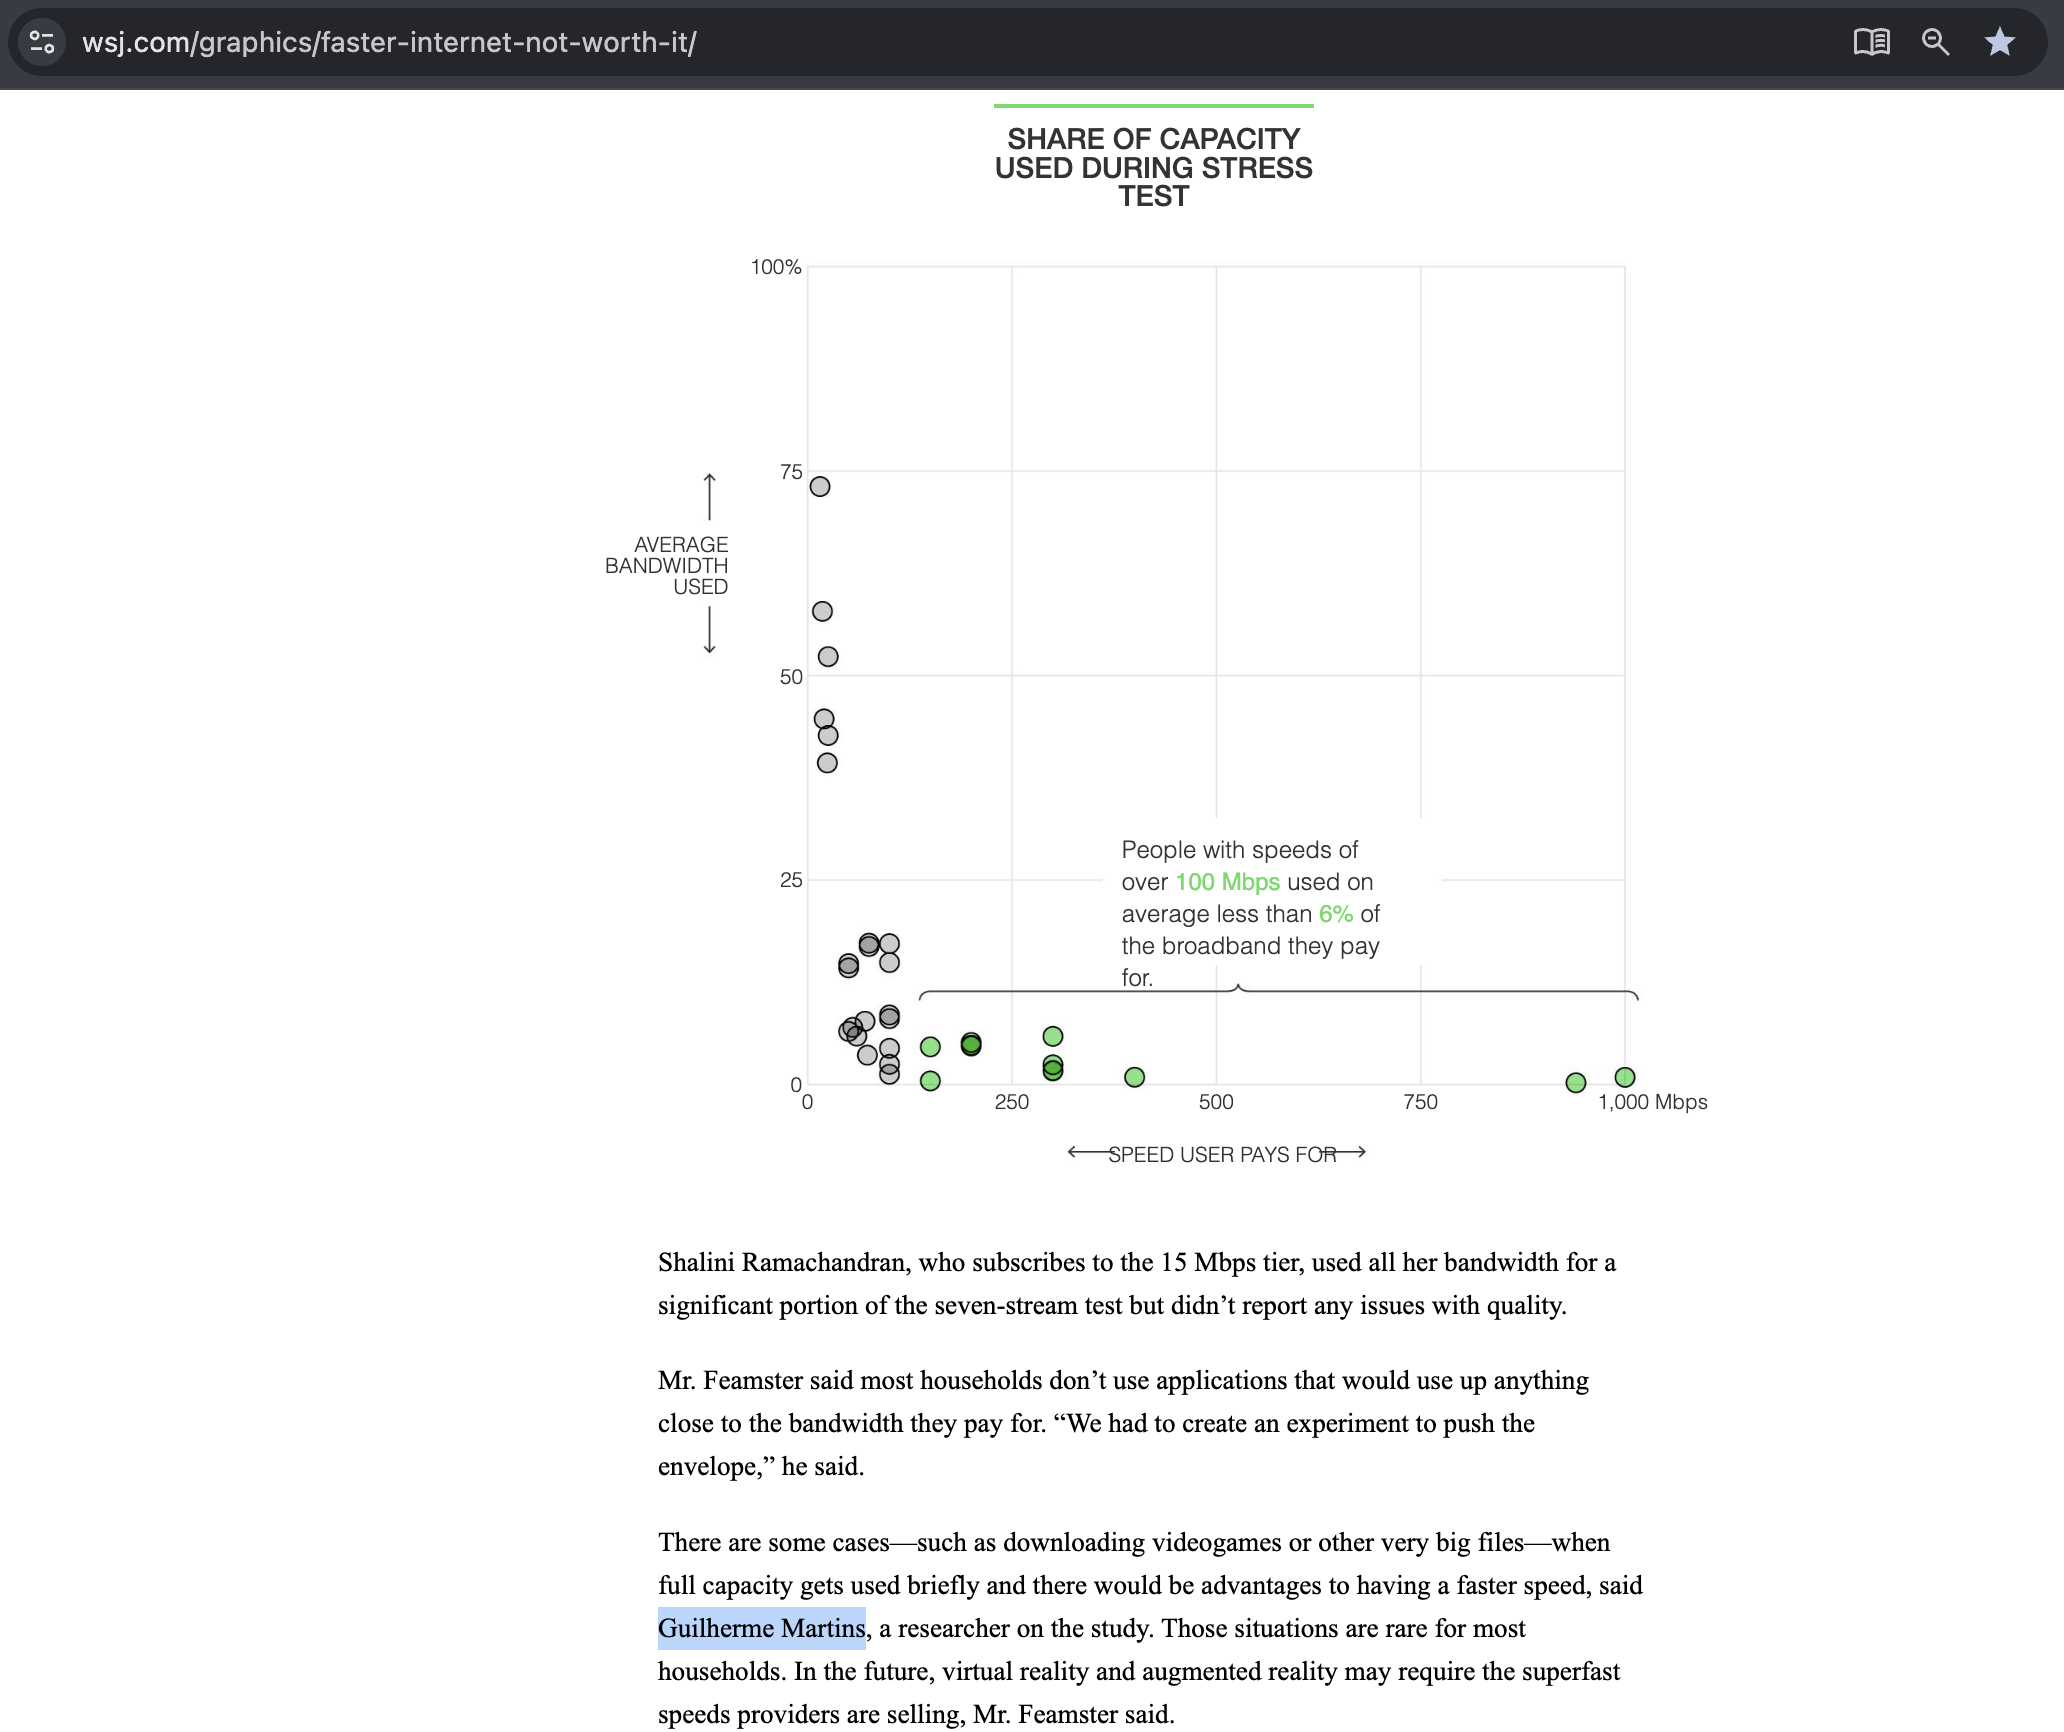 wsj.com/graphics/faster-internet-not-worth-it/
SHARE OF CAPACITY
USED DURING STRESS
TEST
100%
75
AVERAGE
BANDWIDTH
USED
50
25
People with speeds of
over 100 Mbps used on
average less than 6% of
the broadband they pay
for.
0
0
250
500
750
1,000 Mbps
SPEED USER PAYS FOR
Shalini Ramachandran, who subscribes to the 15 Mbps tier, used all her bandwidth for a
significant portion of the seven-stream test but didn’t report any issues with quality.
Mr. Feamster said most households don’t use applications that would use up anything
close to the bandwidth they pay for. “We had to create an experiment to push the
envelope,” he said.
There are some cases—such as downloading videogames or other very big files—when
full capacity gets used briefly and there would be advantages to having a faster speed, said
Guilherme Martins, a researcher on the study. Those situations are rare for most
households. In the future, virtual reality and augmented reality may require the superfast
speeds providers are selling, Mr. Feamster said.